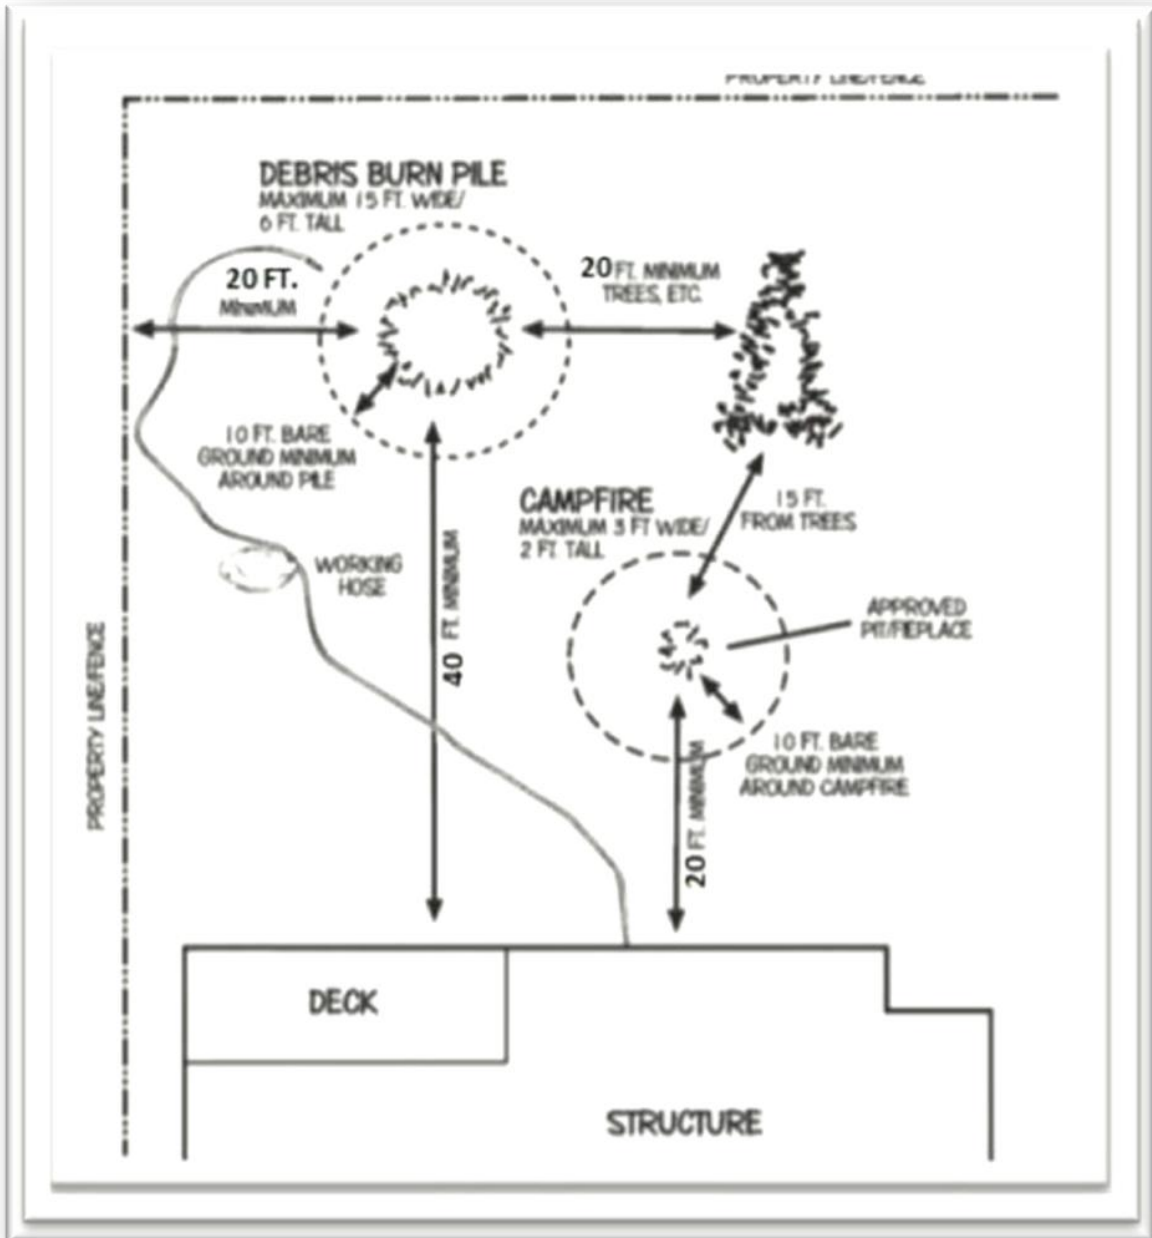 PROPERTY LINE/FENCE
DEBRIS BURN PILE
MAXIMUM 15 FT. WIDE/
6 FT. TALL
20 FT.
MINIMUM
20 FT. MINIMUM
TREES, ETC.
10 FT. BARE
GROUND MINIMUM
AROUND PILE
CAMPFIRE
MAXIMUM 3 FT WIDE/
2 FT. TALL
15 FT.
FROM TREES
WORKING
HOSE
40 FT. MINIMUM
APPROVED
PIT/FIEPLACE
PROPERTY LINE/FENCE
10 FT. BARE
GROUND MINIMUM
AROUND CAMPFIRE
20 FT. MINIMUM
DECK
STRUCTURE